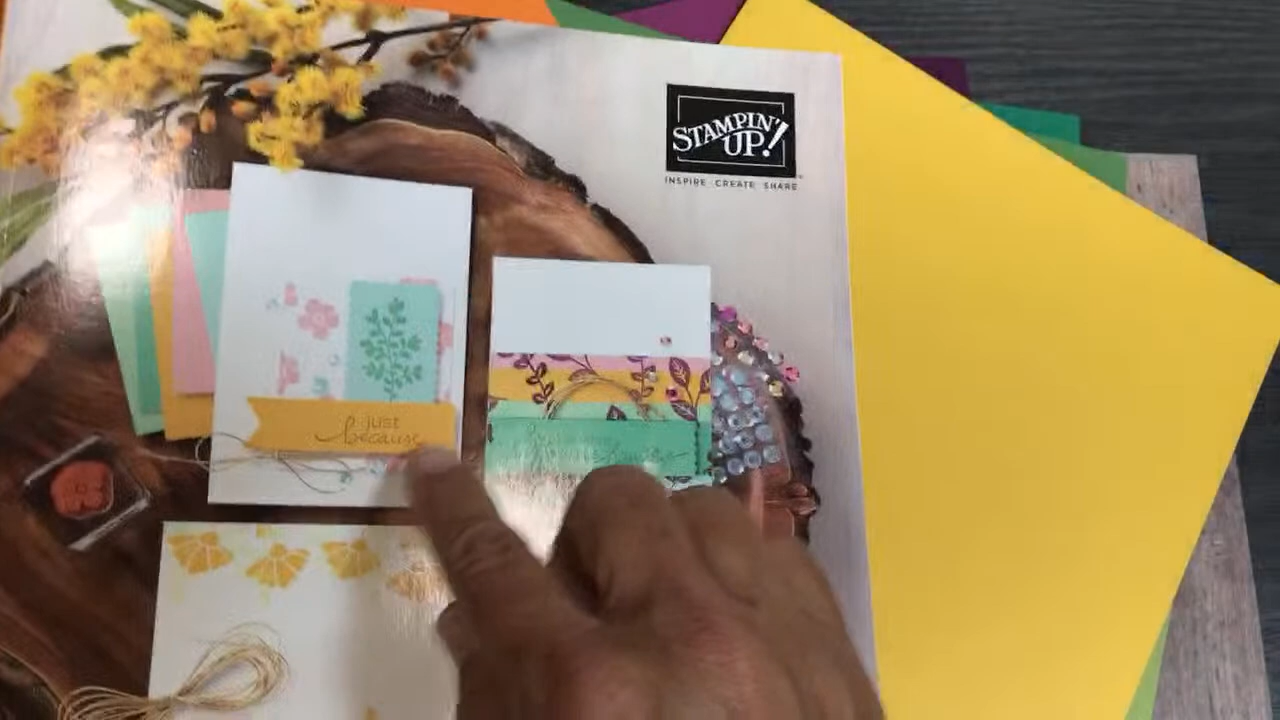 STAMPIN'
UP!
INSPIRE CREATE SHARE
just
because